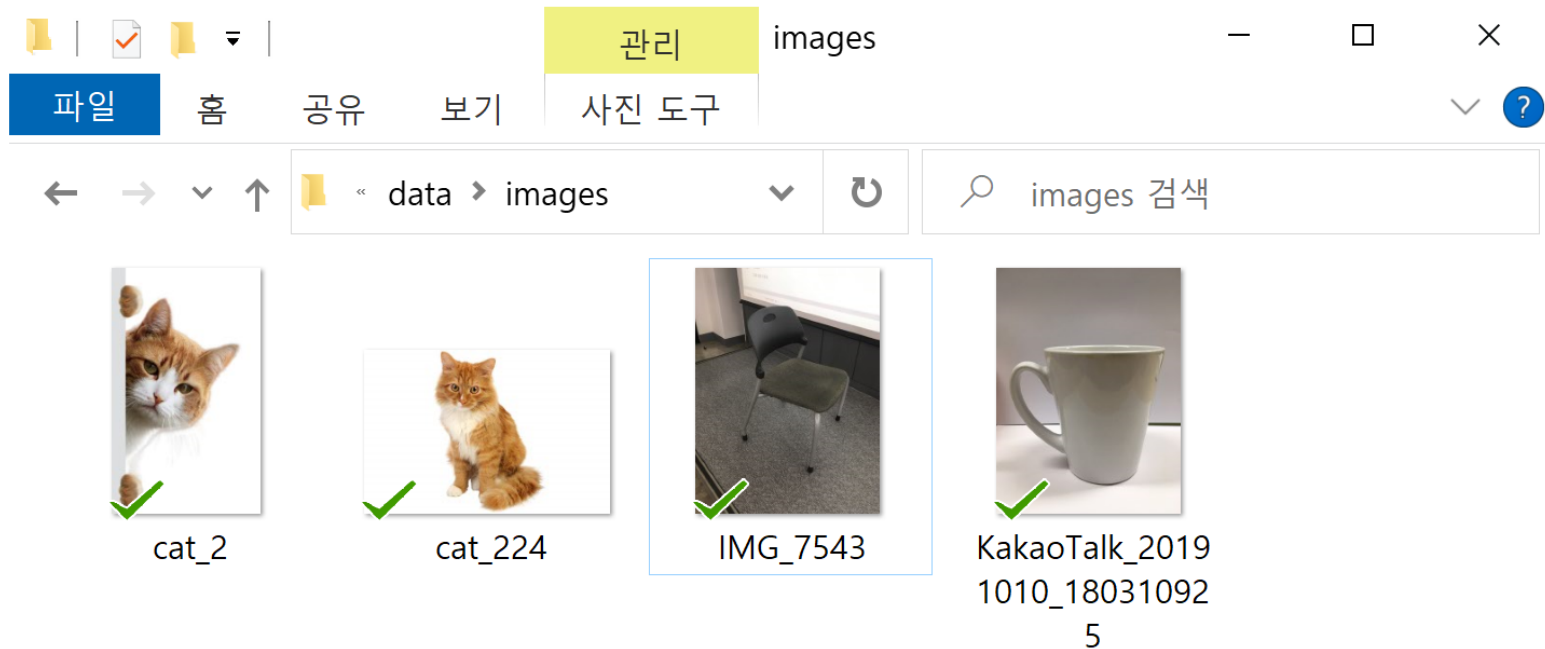 관리 images
파일 홈 공유 보기 사진 도구 ?
« data > images images 검색
cat_2 cat_224 IMG_7543 KakaoTalk_2019
1010_18031092
5